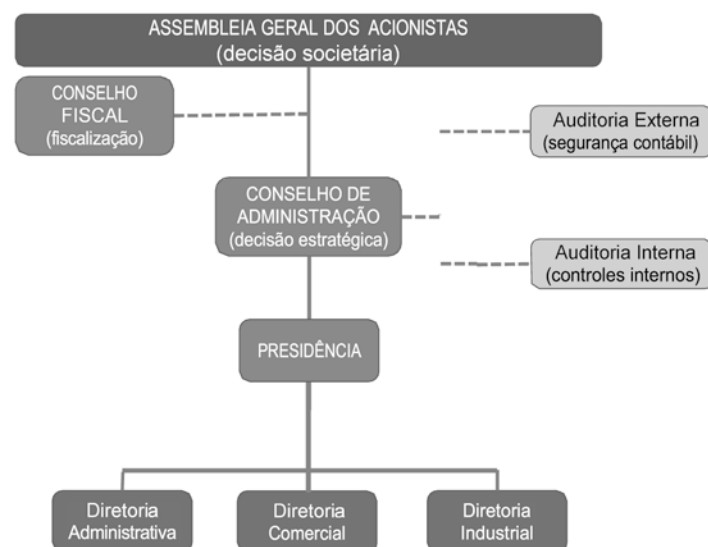 ASSEMBLEIA GERAL DOS ACIONISTAS
(decisão societária)
CONSELHO
FISCAL
(fiscalização)
Auditoria Externa
(segurança contábil)
CONSELHO DE
ADMINISTRAÇÃO
(decisão estratégica)
Auditoria Interna
(controles internos)
PRESIDÊNCIA
Diretoria
Administrativa
Diretoria
Comercial
Diretoria
Industrial